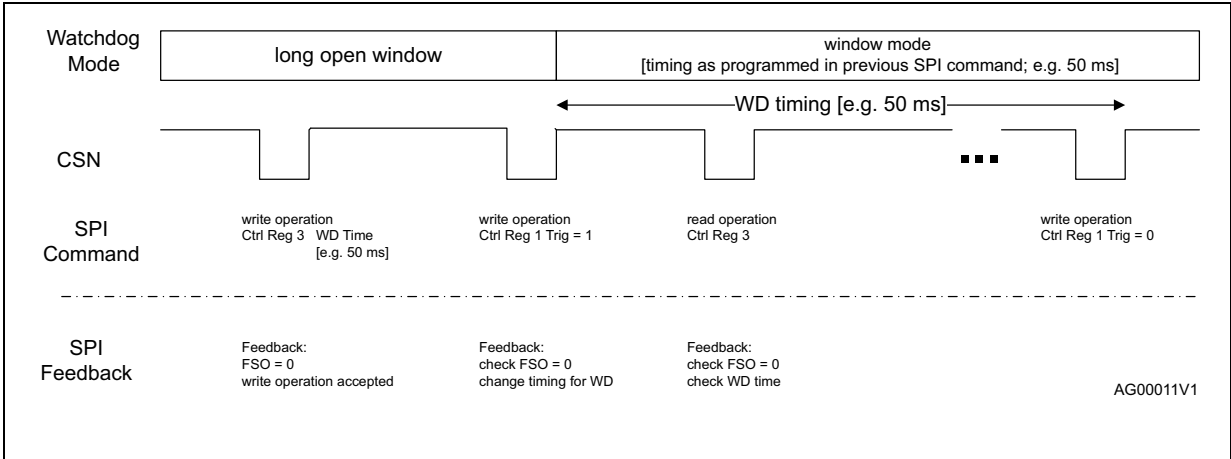 Watchdog
Mode
long open window
window mode
[timing as programmed in previous SPI command; e.g. 50 ms]
WD timing [e.g. 50 ms]
CSN
SPI
Command
write operation
Ctrl Reg 3 WD Time
[e.g. 50 ms]
write operation
Ctrl Reg 1 Trig = 1
read operation
Ctrl Reg 3
write operation
Ctrl Reg 1 Trig = 0
SPI
Feedback
Feedback:
FSO = 0
write operation accepted
Feedback:
check FSO = 0
change timing for WD
Feedback:
check FSO = 0
check WD time
AG00011V1